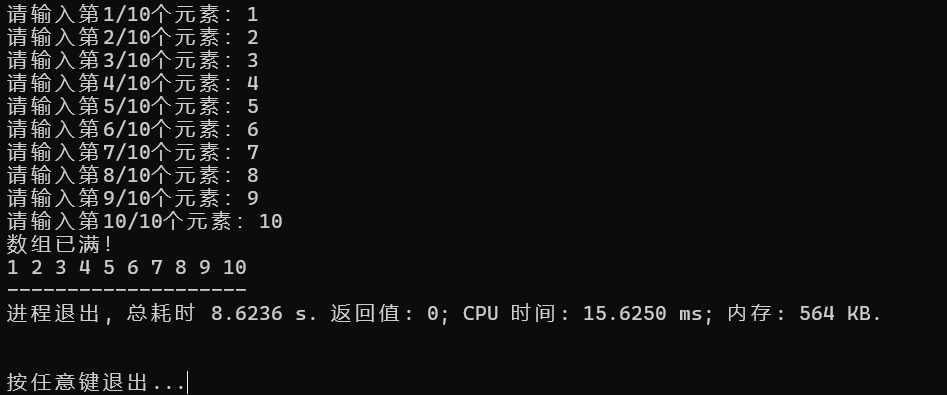 请输入第1/10个元素: 1
请输入第2/10个元素: 2
请输入第3/10个元素: 3
请输入第4/10个元素: 4
请输入第5/10个元素: 5
请输入第6/10个元素: 6
请输入第7/10个元素: 7
请输入第8/10个元素: 8
请输入第9/10个元素: 9
请输入第10/10个元素: 10
数组已满!
1 2 3 4 5 6 7 8 9 10
--------------------
进程退出, 总耗时 8.6236 s. 返回值: 0; CPU 时间: 15.6250 ms; 内存: 564 KB.
按任意键退出...